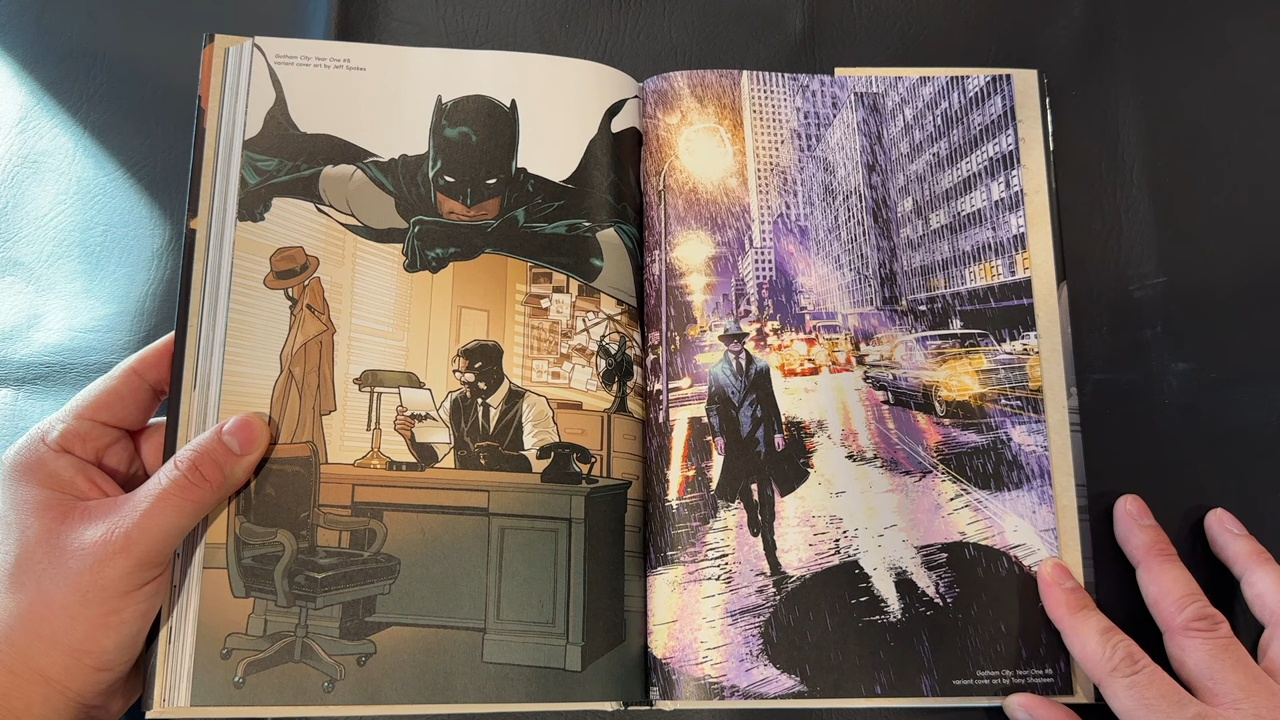 Gotham City: Year One #5
variant cover art by Jeff Spokes
Gotham City: Year One #6
variant cover art by Tony Shasteen
TONY